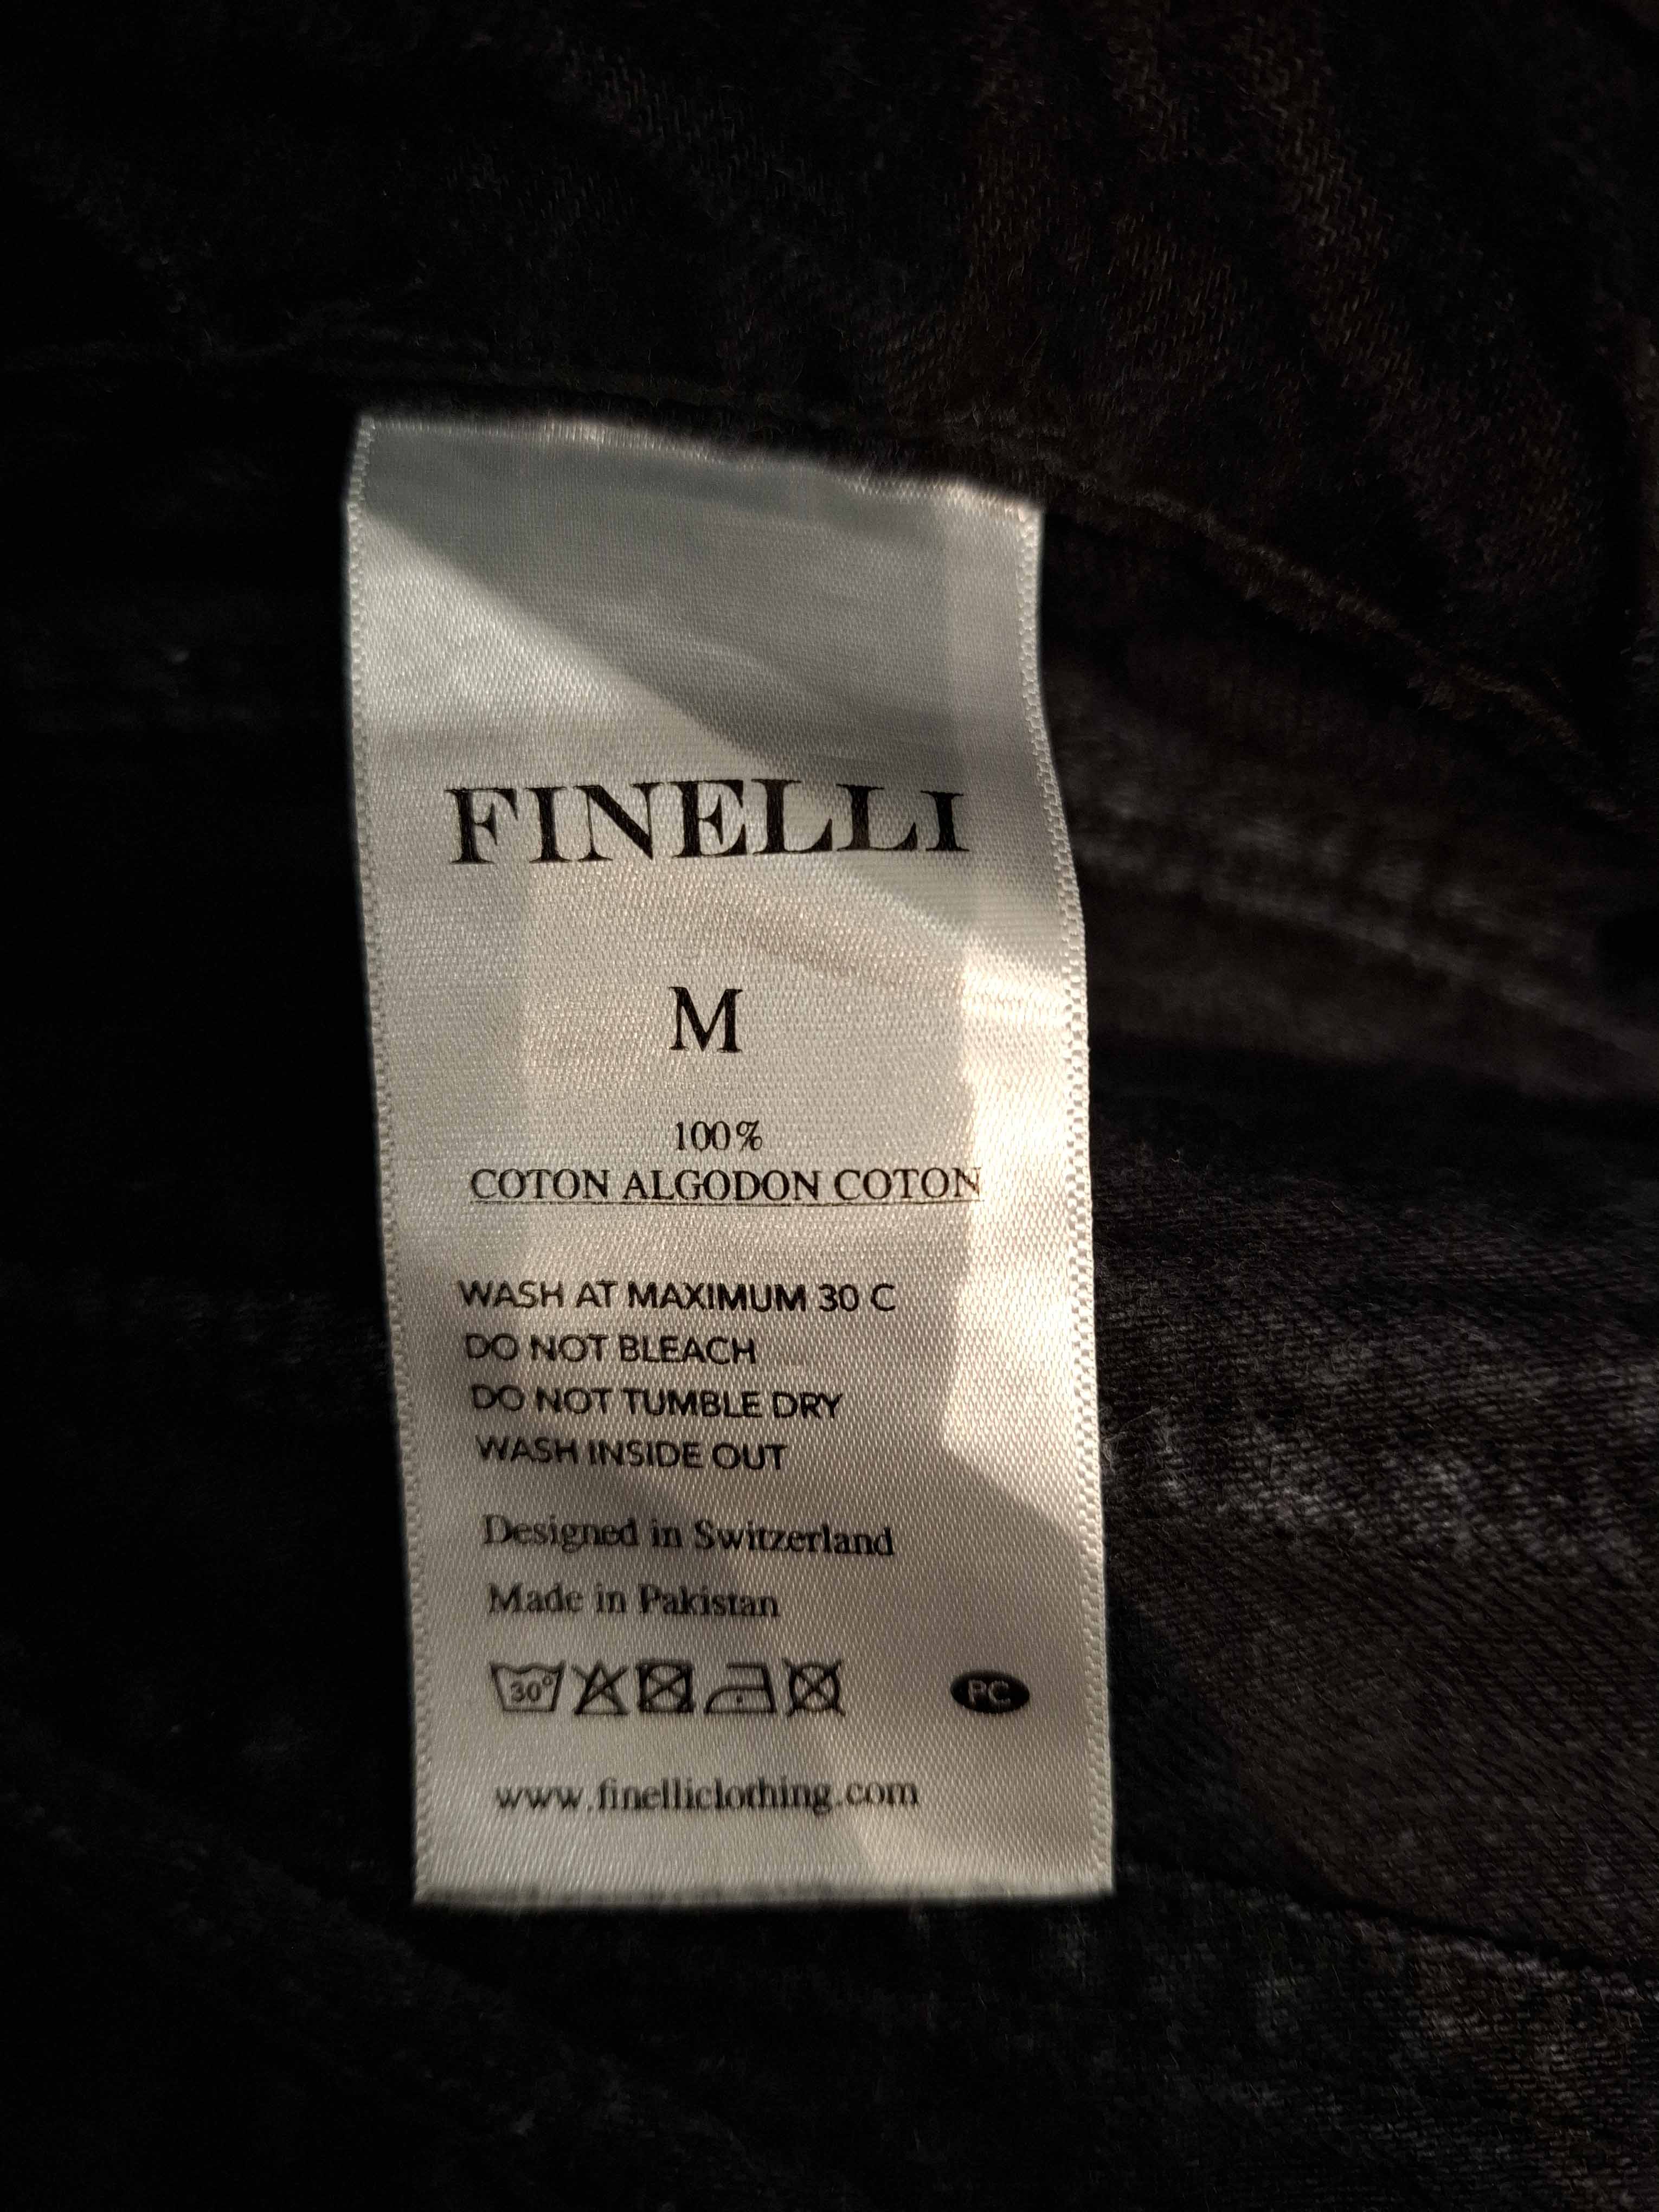 FINELLI
M
100%
COTON ALGODON COTON
WASH AT MAXIMUM 30 C
DO NOT BLEACH
DO NOT TUMBLE DRY
WASH INSIDE OUT
Designed in Switzerland
Made in Pakistan
30° PC
www.finelliclothing.com